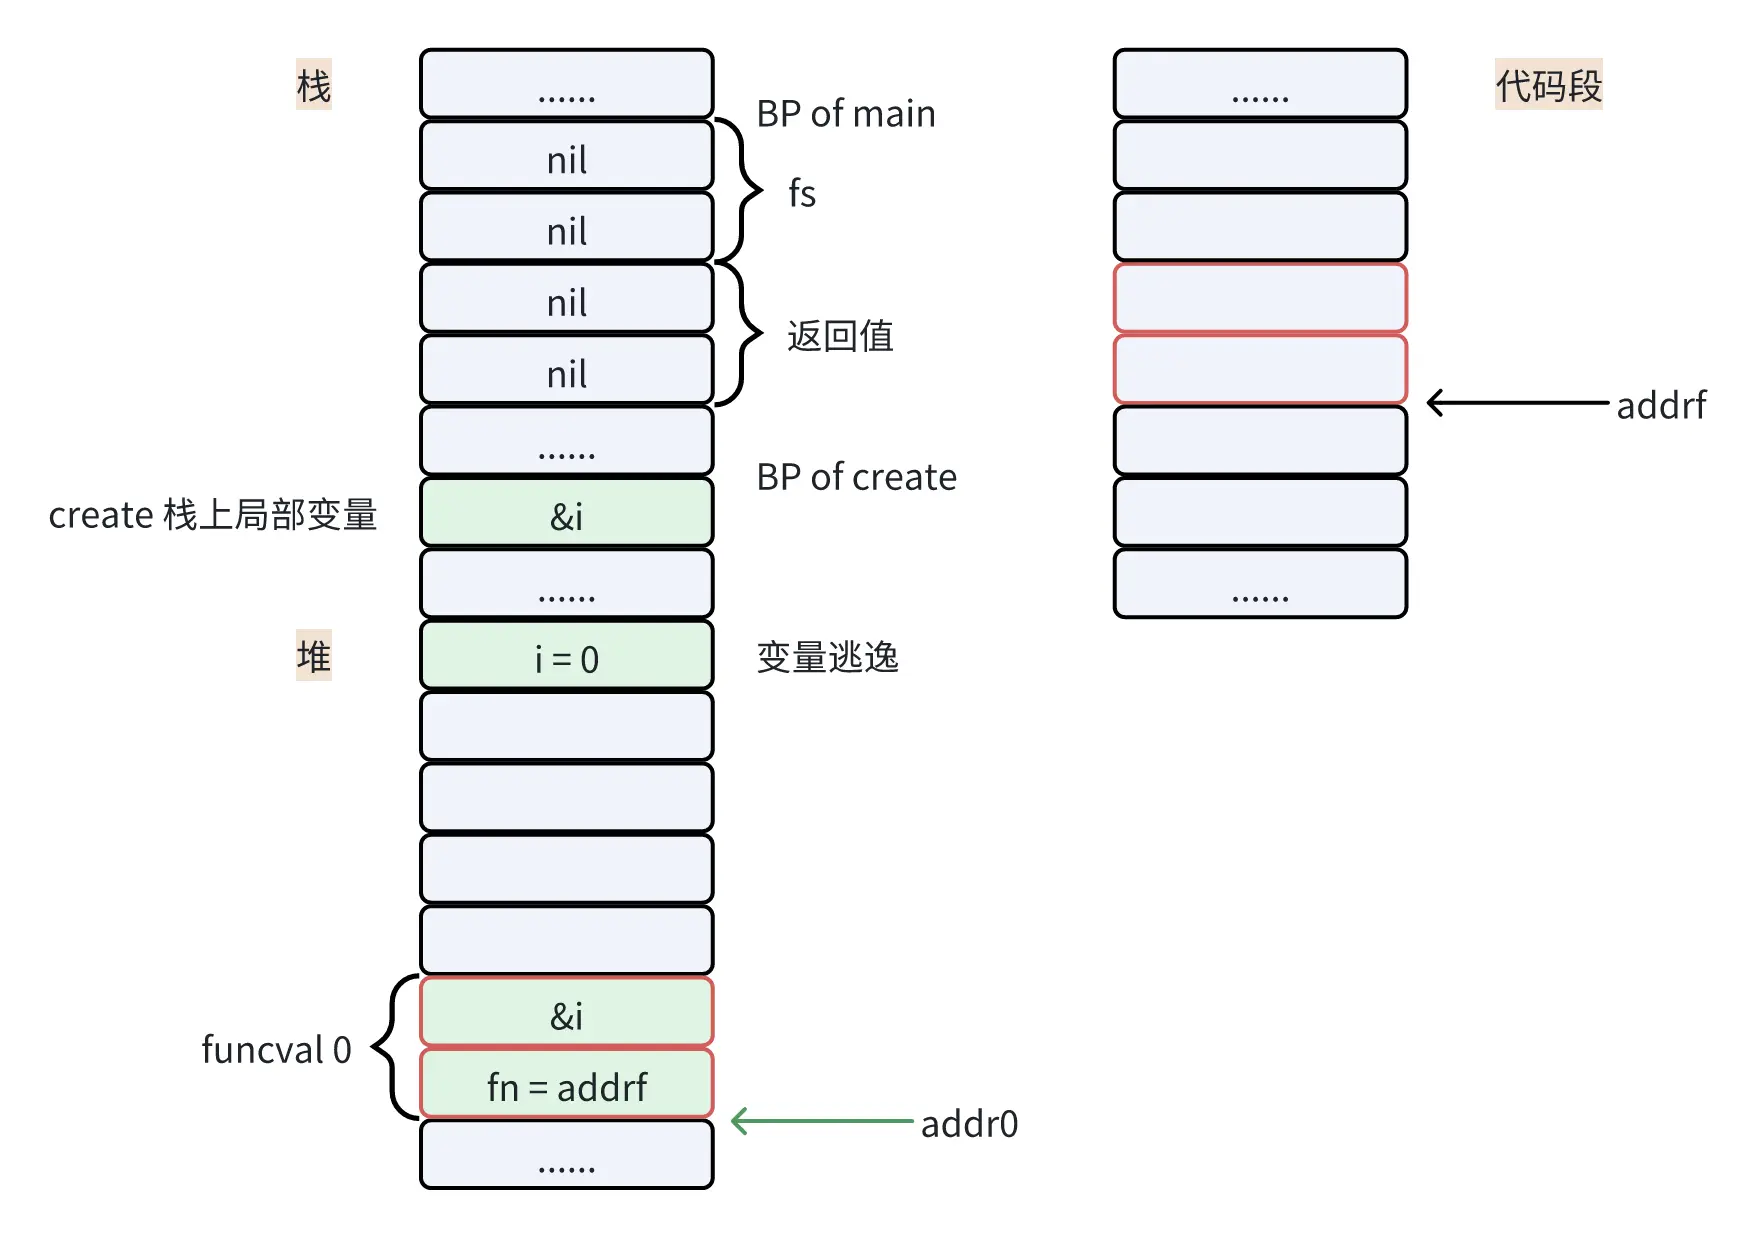 栈
......
BP of main
nil
fs
nil
nil
返回值
nil
......
BP of create
create 栈上局部变量
&i
......
堆
i = 0
变量逃逸
funcval 0
&i
fn = addrf
addr0
......
代码段
......
addrf
......